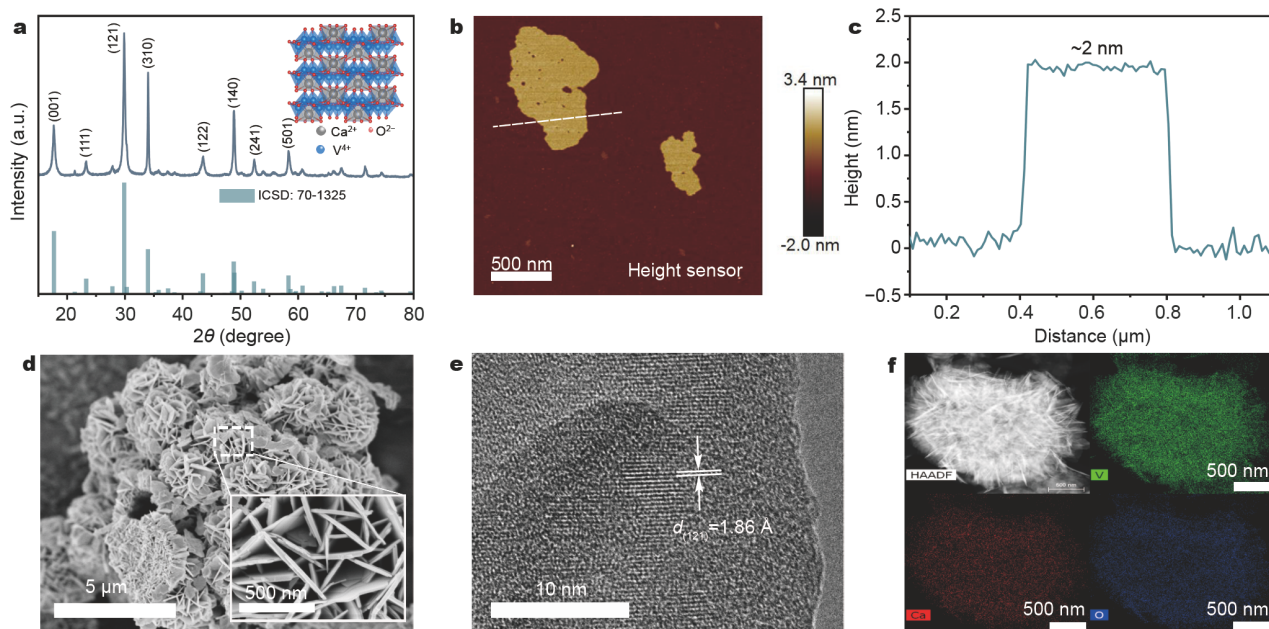 a
Intensity (a.u.)
(001)
(111)
(121)
(310)
(122)
(140)
(241)
(501)
Ca²⁺
O²⁻
V⁴⁺
ICSD: 70-1325
20
30
40
50
60
70
80
2θ (degree)
b
500 nm
Height sensor
3.4 nm
-2.0 nm
c
~2 nm
Height (nm)
2.5
2.0
1.5
1.0
0.5
0
−0.5
0.2
0.4
0.6
0.8
1.0
Distance (μm)
d
5 μm
500 nm
e
d(121)=1.86 A
10 nm
f
HAADF
V
500 nm
Ca
500 nm
O
500 nm